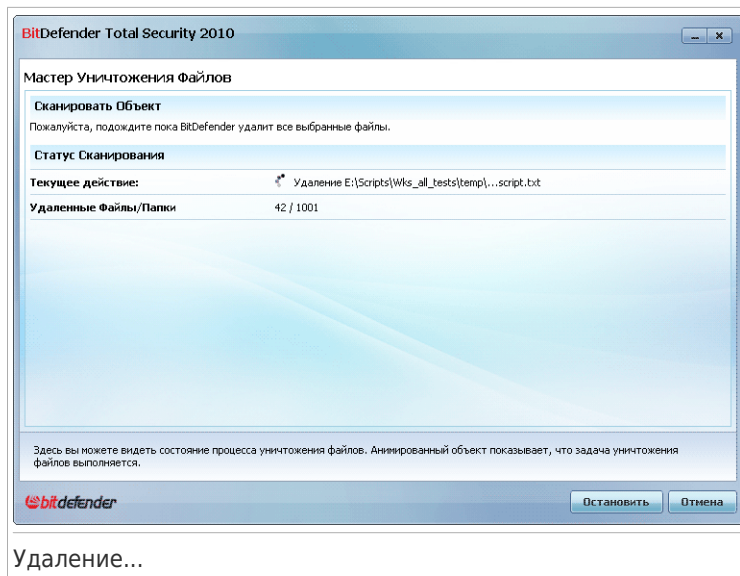 BitDefender Total Security 2010
Мастер Уничтожения Файлов
Сканировать Объект
Пожалуйста, подождите пока BitDefender удалит все выбранные файлы.
Статус Сканирования
Текущее действие: Удаление E:\Scripts\Wks_all_tests\temp\...script.txt
Удаленные Файлы/Папки 42 / 1001
Здесь вы можете видеть состояние процесса уничтожения файлов. Анимированный объект показывает, что задача уничтожения
файлов выполняется.
bitdefender Остановить Отмена
Удаление...